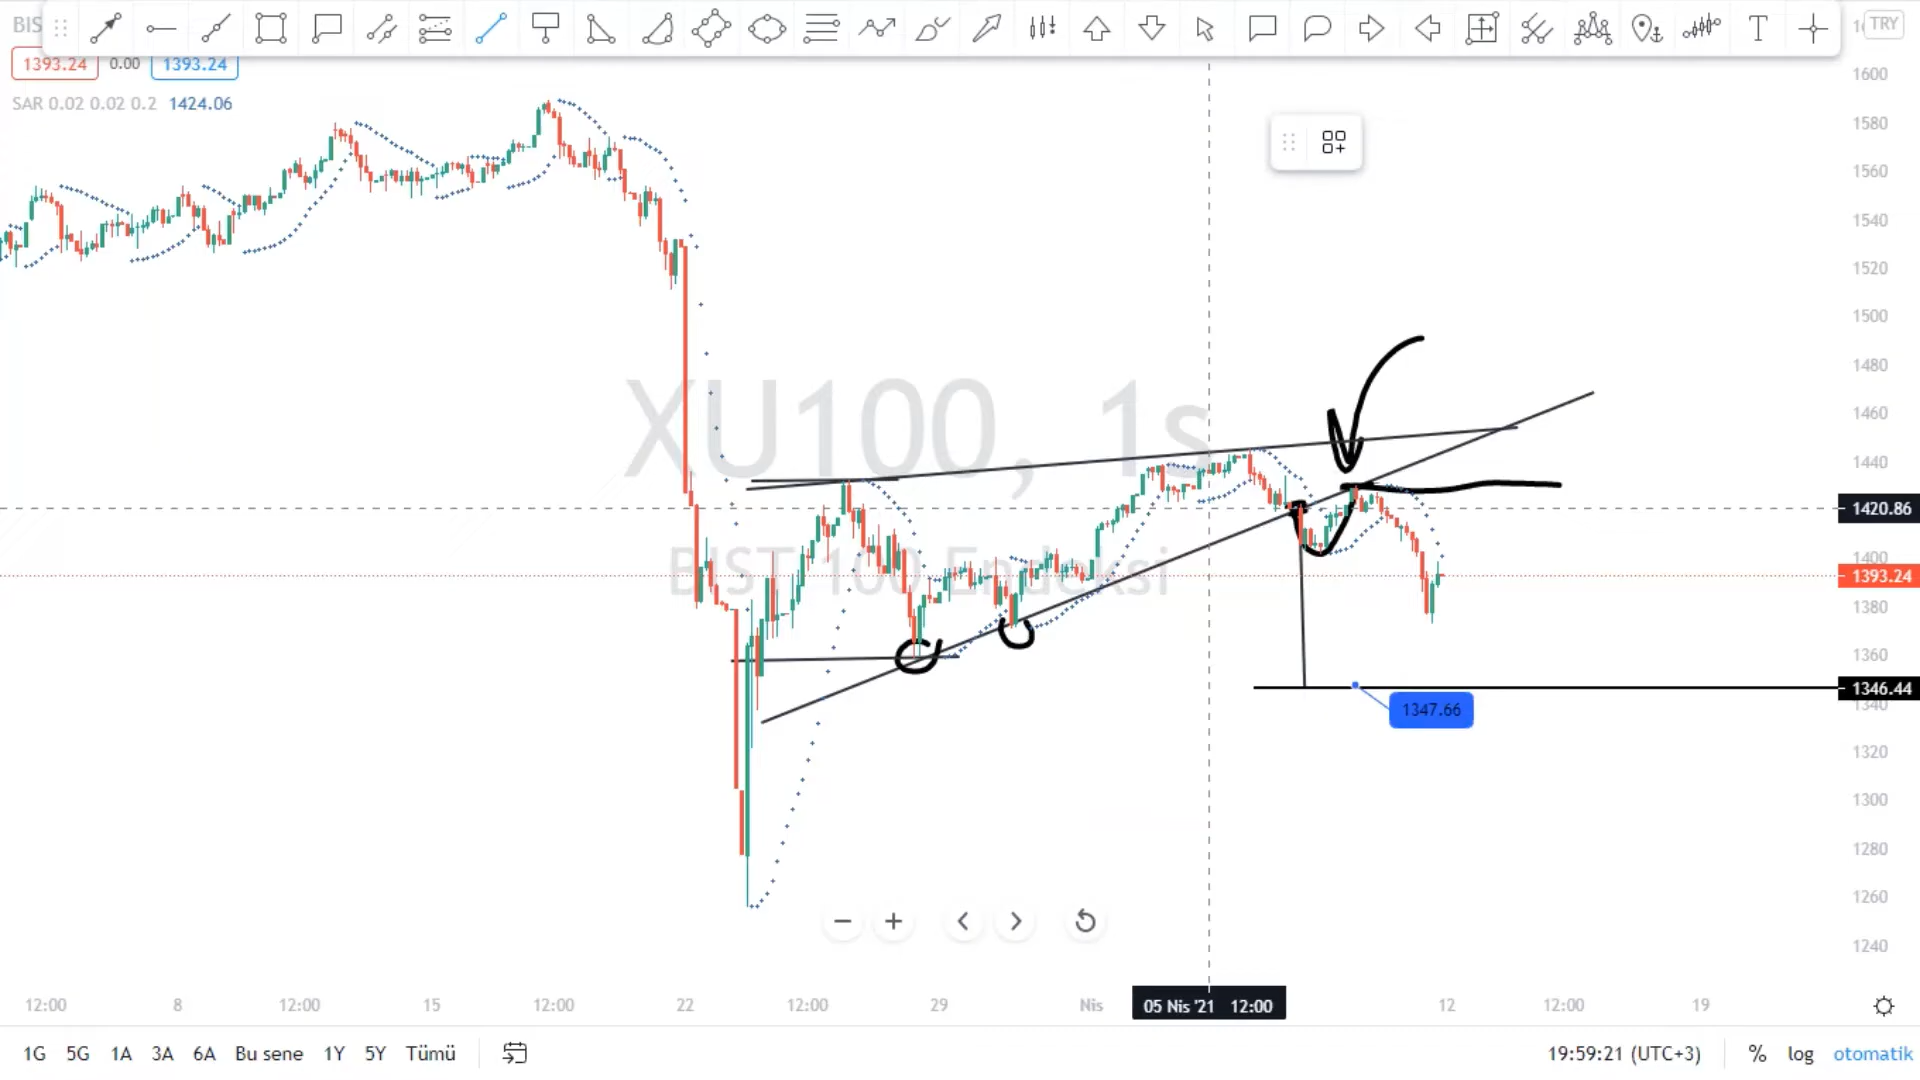 BIS
TRY
1393.24 0.00 1393.24
SAR 0.02 0.02 0.2 1424.06
XU100, 1s
BIST 100 Endeksi
1600
1580
1560
1540
1520
1500
1480
1460
1440
1420.86
1400
1393.24
1380
1360
1346.44
1340
1320
1300
1280
1260
1240
1347.66
12:00 8 12:00 15 12:00 22 12:00 29 Nis 05 Nis '21 12:00 12 12:00 19
1G 5G 1A 3A 6A Bu sene 1Y 5Y Tümü 19:59:21 (UTC+3) % log otomatik